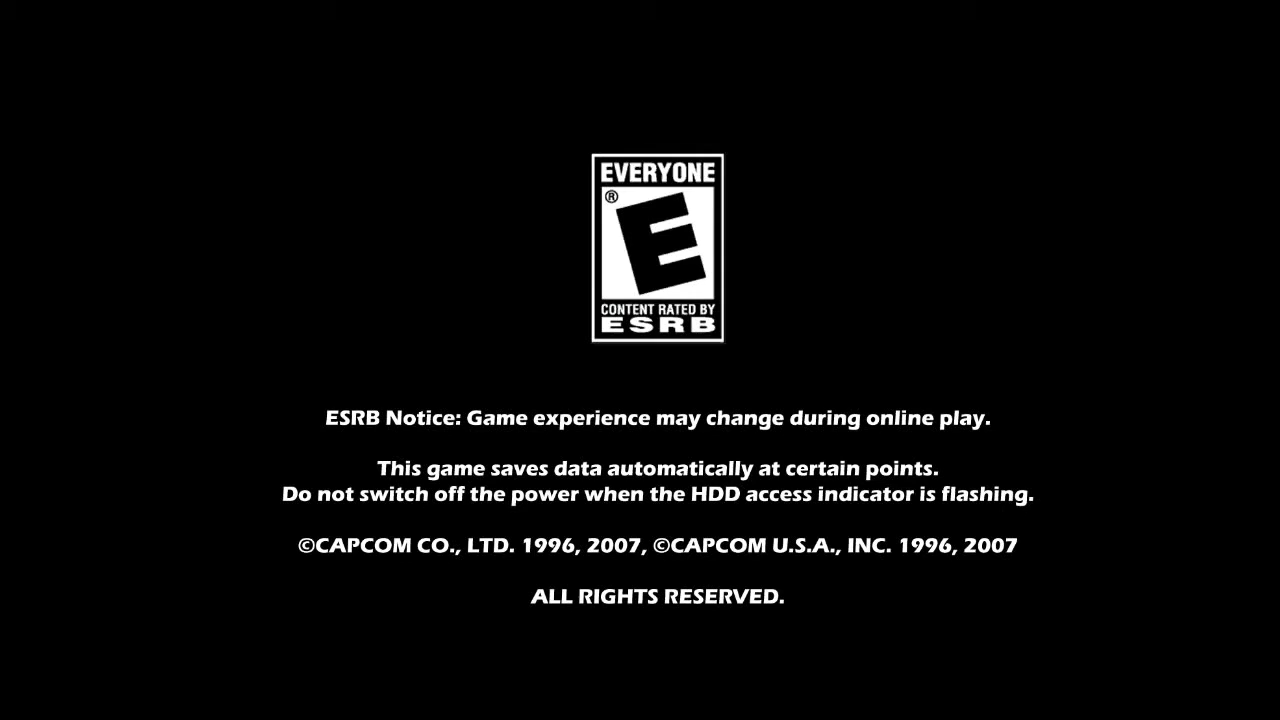 EVERYONE
®
E
CONTENT RATED BY
ESRB
ESRB Notice: Game experience may change during online play.
This game saves data automatically at certain points.
Do not switch off the power when the HDD access indicator is flashing.
©CAPCOM CO., LTD. 1996, 2007, ©CAPCOM U.S.A., INC. 1996, 2007
ALL RIGHTS RESERVED.